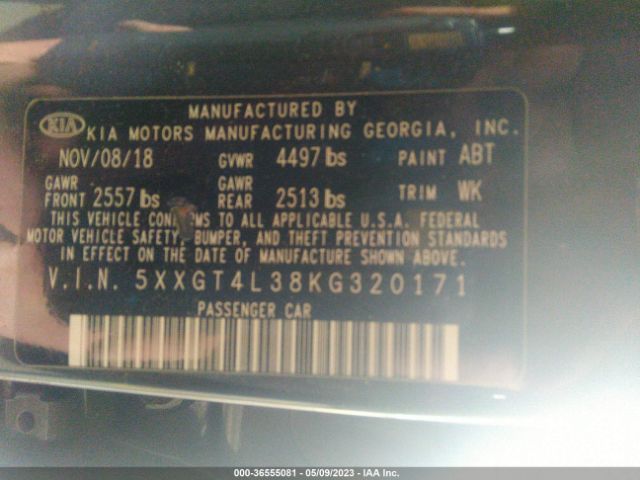 MANUFACTURED BY
KIA KIA MOTORS MANUFACTURING GEORGIA, INC.
NOV/08/18 GVWR 4497 lbs PAINT ABT
GAWR FRONT 2557 lbs GAWR REAR 2513 lbs TRIM WK
THIS VEHICLE CONFORMS TO ALL APPLICABLE U.S.A. FEDERAL
MOTOR VEHICLE SAFETY, BUMPER, AND THEFT PREVENTION STANDARDS
IN EFFECT ON THE DATE OF MANUFACTURE SHOWN ABOVE.
V.I.N. 5XXGT4L38KG320171
PASSENGER CAR
000-36555081 - 05/09/2023 - IAA Inc.